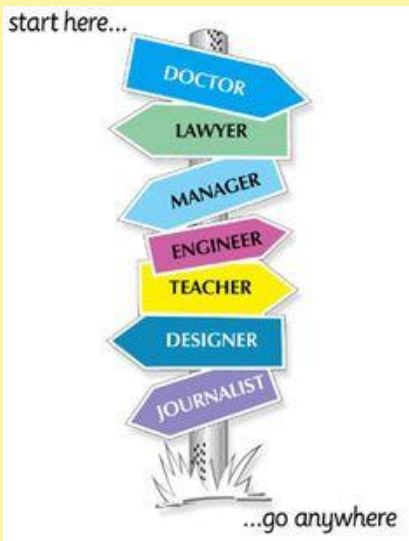 start here...
DOCTOR
LAWYER
MANAGER
ENGINEER
TEACHER
DESIGNER
JOURNALIST
...go anywhere